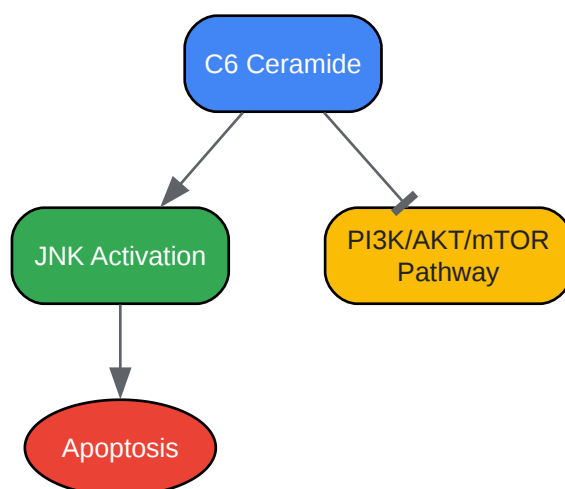 C6 Ceramide
JNK Activation
PI3K/AKT/mTOR
Pathway
Apoptosis